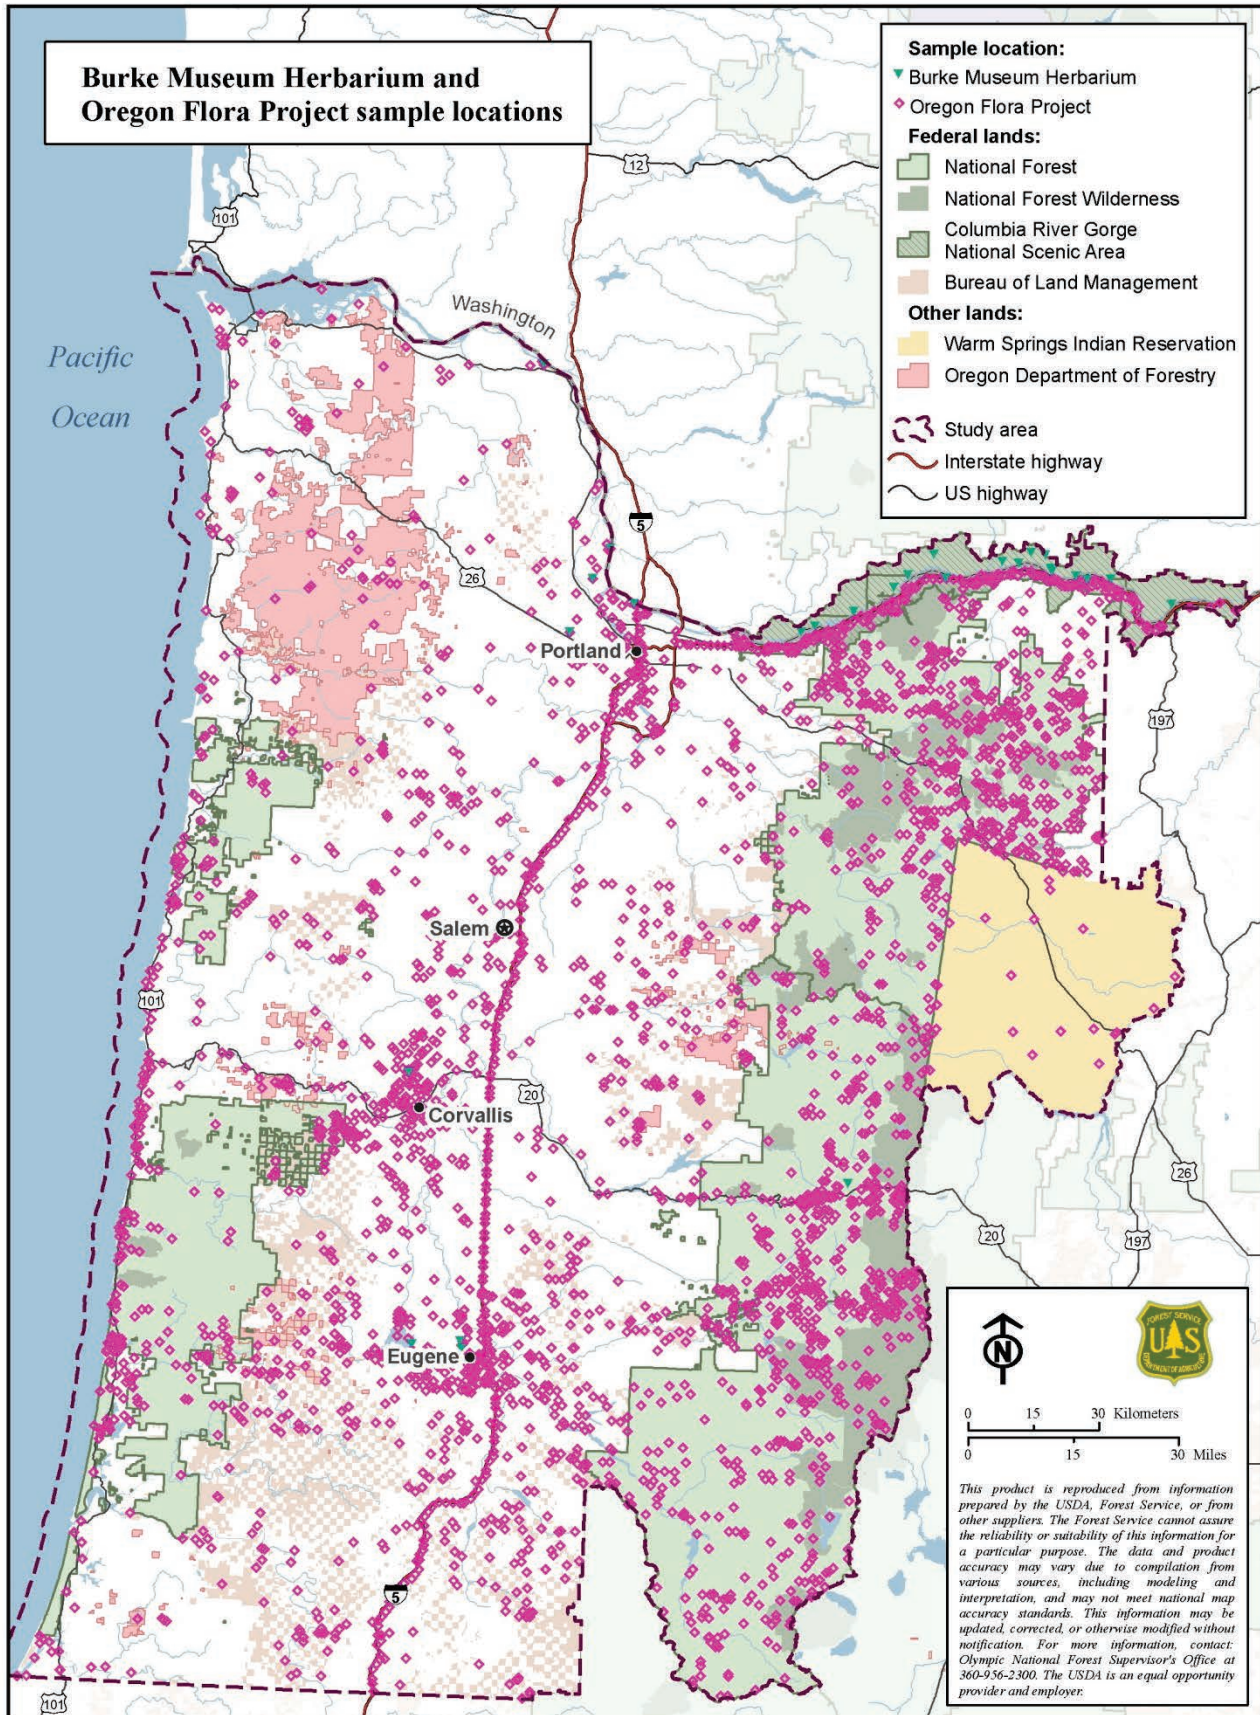 Burke Museum Herbarium and
Oregon Flora Project sample locations
Sample location:
Burke Museum Herbarium
Oregon Flora Project
Federal lands:
National Forest
National Forest Wilderness
Columbia River Gorge
National Scenic Area
Bureau of Land Management
Other lands:
Warm Springs Indian Reservation
Oregon Department of Forestry
Study area
Interstate highway
US highway
12
101
Washington
Pacific
Ocean
5
26
Portland
197
Salem
101
20
Corvallis
26
20
197
Eugene
5
101
N
FOREST SERVICE
U S
DEPARTMENT OF AGRICULTURE
0 15 30 Kilometers
0 15 30 Miles
This product is reproduced from information
prepared by the USDA, Forest Service, or from
other suppliers. The Forest Service cannot assure
the reliability or suitability of this information for
a particular purpose. The data and product
accuracy may vary due to compilation from
various sources, including modeling and
interpretation, and may not meet national map
accuracy standards. This information may be
updated, corrected, or otherwise modified without
notification. For more information, contact:
Olympic National Forest Supervisor's Office at
360-956-2300. The USDA is an equal opportunity
provider and employer.